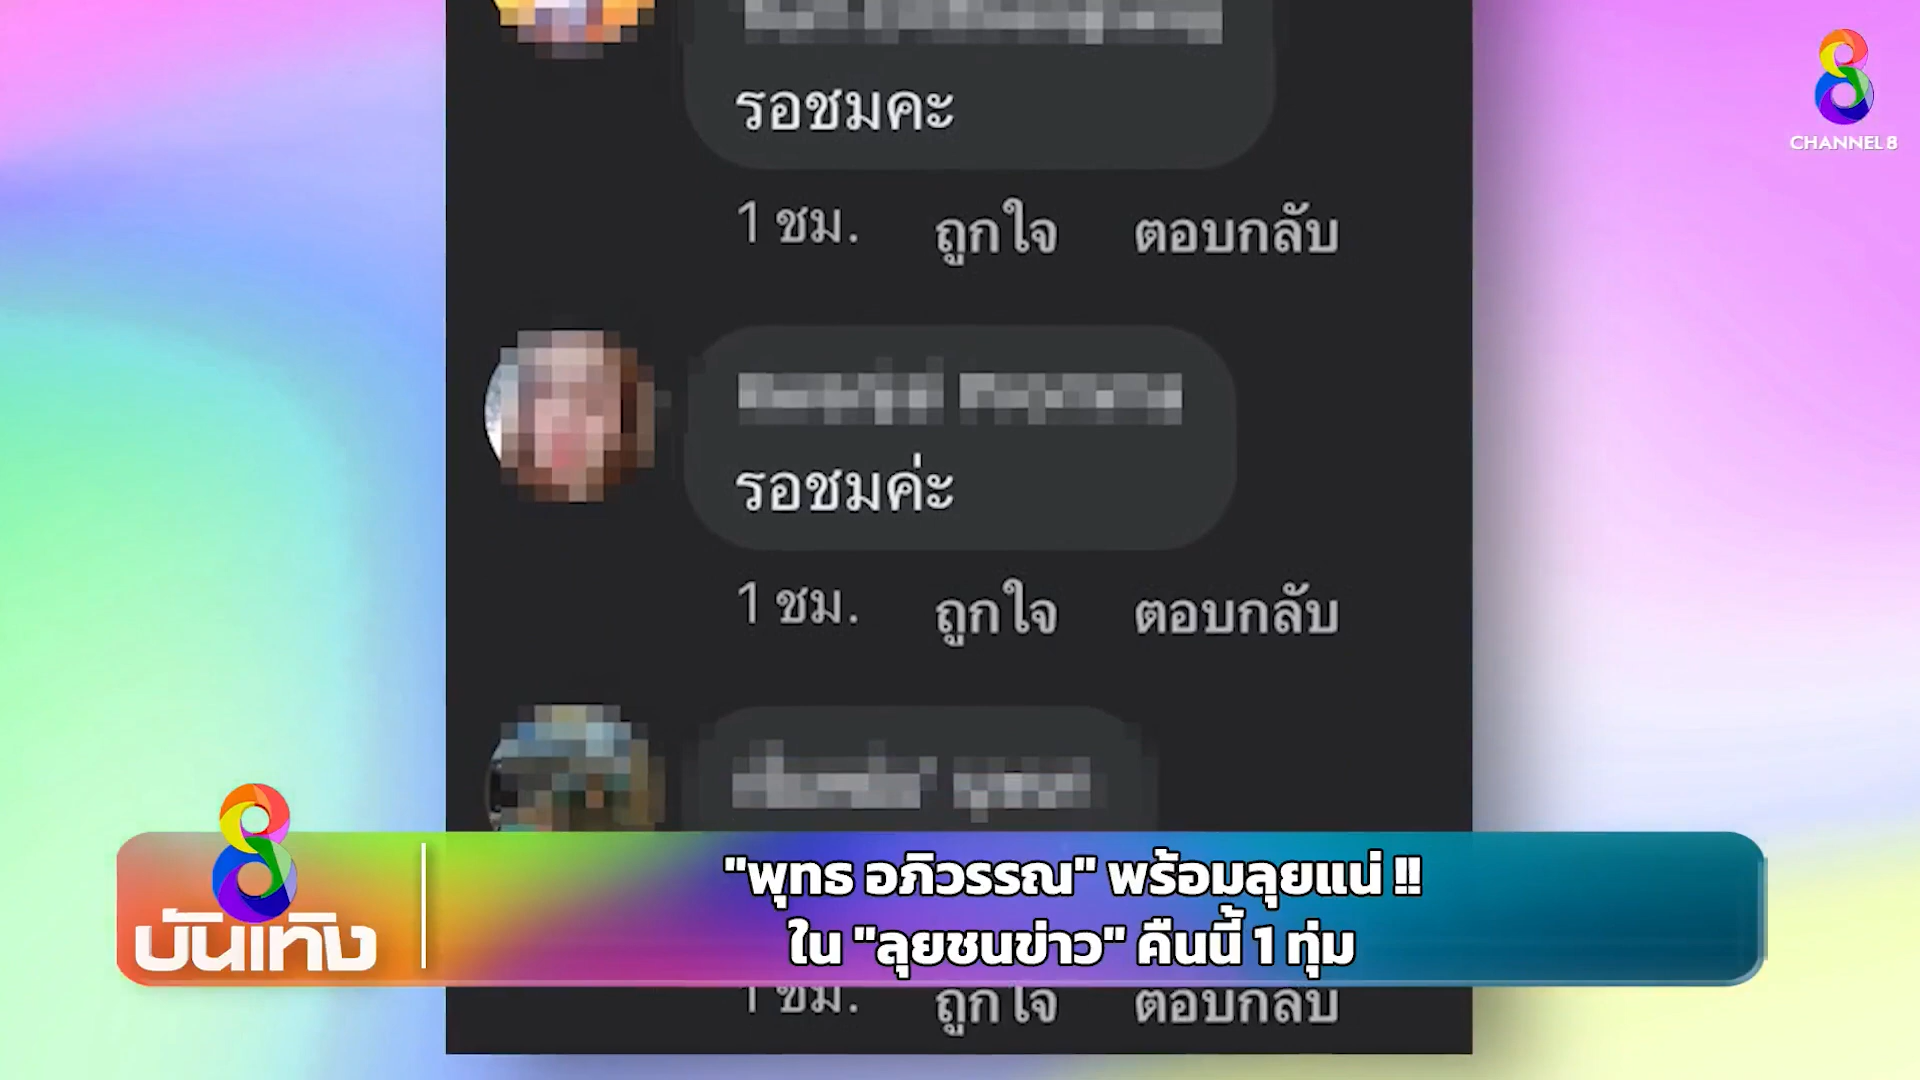 รอชมคะ
1 ชม. ถูกใจ ตอบกลับ
CHANNEL 8
รอชมค่ะ
1 ชม. ถูกใจ ตอบกลับ
8
บันเทิง
"พุทธ อภิวรรณ" พร้อมลุยแน่ !!
ใน "ลุยชนข่าว" คืนนี้ 1 ทุ่ม
1 ชม. ถูกใจ ตอบกลับ